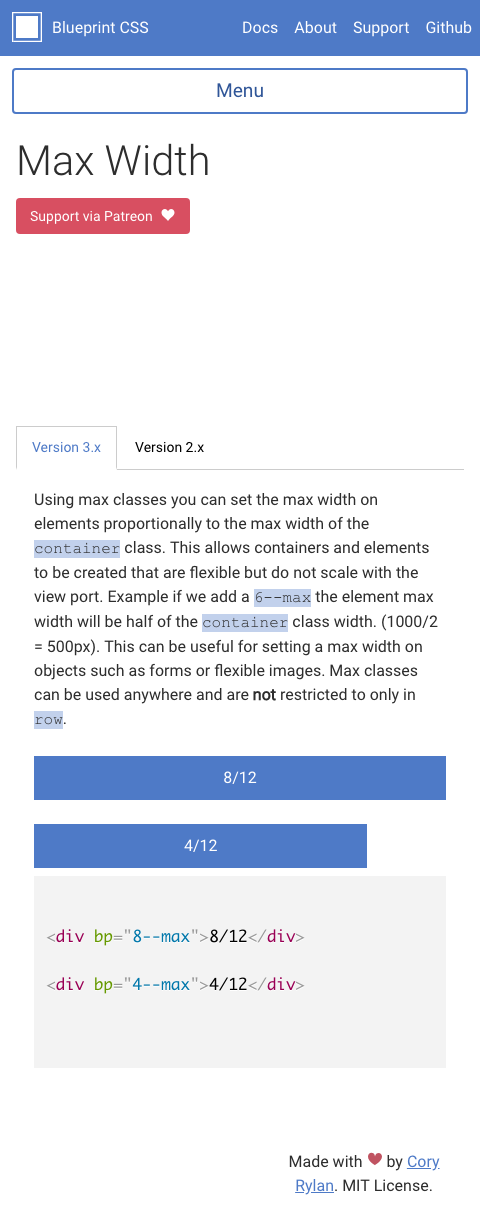 Blueprint CSS Docs About Support Github
Menu
Max Width
Support via Patreon
Version 3.x Version 2.x
Using max classes you can set the max width on
elements proportionally to the max width of the
container class. This allows containers and elements
to be created that are flexible but do not scale with the
view port. Example if we add a 6--max the element max
width will be half of the container class width. (1000/2
= 500px). This can be useful for setting a max width on
objects such as forms or flexible images. Max classes
can be used anywhere and are not restricted to only in
row.
8/12
4/12
<div bp="8--max">8/12</div>
<div bp="4--max">4/12</div>
Made with ❤ by Cory
Rylan. MIT License.